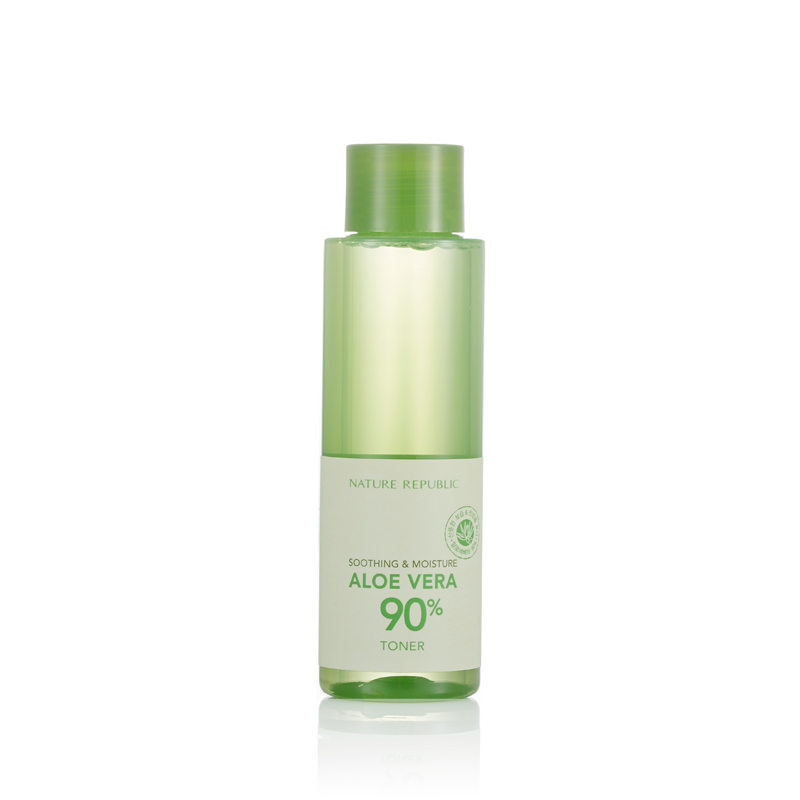 NATURE REPUBLIC
SOOTHING & MOISTURE
ALOE VERA
90%
TONER